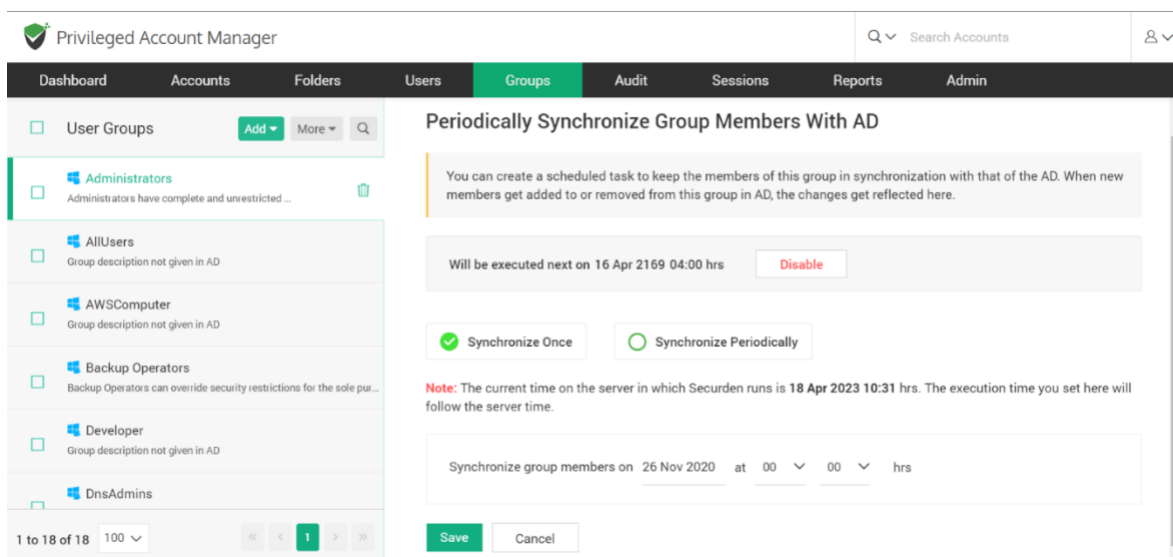 Privileged Account Manager
Search Accounts
Dashboard Accounts Folders Users Groups Audit Sessions Reports Admin
User Groups Add More
Administrators
Administrators have complete and unrestricted ...
AllUsers
Group description not given in AD
AWSComputer
Group description not given in AD
Backup Operators
Backup Operators can override security restrictions for the sole pur...
Developer
Group description not given in AD
DnsAdmins
1 to 18 of 18 100 « < 1 > »
Periodically Synchronize Group Members With AD
You can create a scheduled task to keep the members of this group in synchronization with that of the AD. When new
members get added to or removed from this group in AD, the changes get reflected here.
Will be executed next on 16 Apr 2169 04:00 hrs Disable
Synchronize Once Synchronize Periodically
Note: The current time on the server in which Securden runs is 18 Apr 2023 10:31 hrs. The execution time you set here will
follow the server time.
Synchronize group members on 26 Nov 2020 at 00 00 hrs
Save Cancel